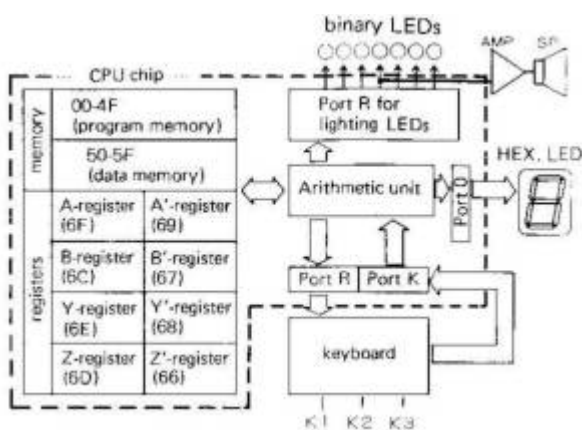 binary LEDs
AMP SP
CPU chip
memory
00-4F
(program memory)
50-5F
(data memory)
Port R for
lighting LEDs
HEX. LED
Arithmetic unit
Port O
registers
A-register
(6F)
A'-register
(69)
B-register
(6C)
B'-register
(67)
Y-register
(6E)
Y'-register
(68)
Z-register
(6D)
Z'-register
(66)
Port R
Port K
keyboard
K1 K2 K3